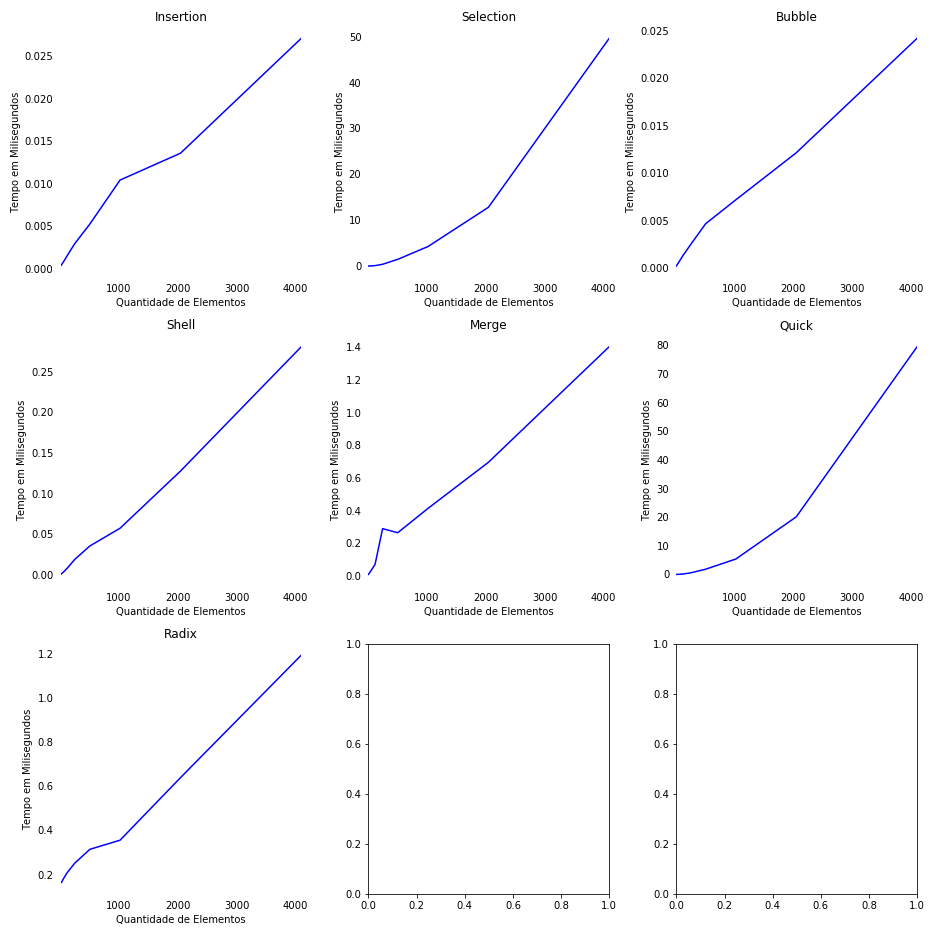 Insertion
0.025
0.020
0.015
0.010
0.005
0.000
Tempo em Milisegundos
1000 2000 3000 4000
Quantidade de Elementos
Selection
50
40
30
20
10
0
Tempo em Milisegundos
1000 2000 3000 4000
Quantidade de Elementos
Bubble
0.025
0.020
0.015
0.010
0.005
0.000
Tempo em Milisegundos
1000 2000 3000 4000
Quantidade de Elementos
Shell
0.25
0.20
0.15
0.10
0.05
0.00
Tempo em Milisegundos
1000 2000 3000 4000
Quantidade de Elementos
Merge
1.4
1.2
1.0
0.8
0.6
0.4
0.2
0.0
Tempo em Milisegundos
1000 2000 3000 4000
Quantidade de Elementos
Quick
80
70
60
50
40
30
20
10
0
Tempo em Milisegundos
1000 2000 3000 4000
Quantidade de Elementos
Radix
1.2
1.0
0.8
0.6
0.4
0.2
Tempo em Milisegundos
1000 2000 3000 4000
Quantidade de Elementos
1.0
0.8
0.6
0.4
0.2
0.0
0.0 0.2 0.4 0.6 0.8 1.0
1.0
0.8
0.6
0.4
0.2
0.0
0.0 0.2 0.4 0.6 0.8 1.0